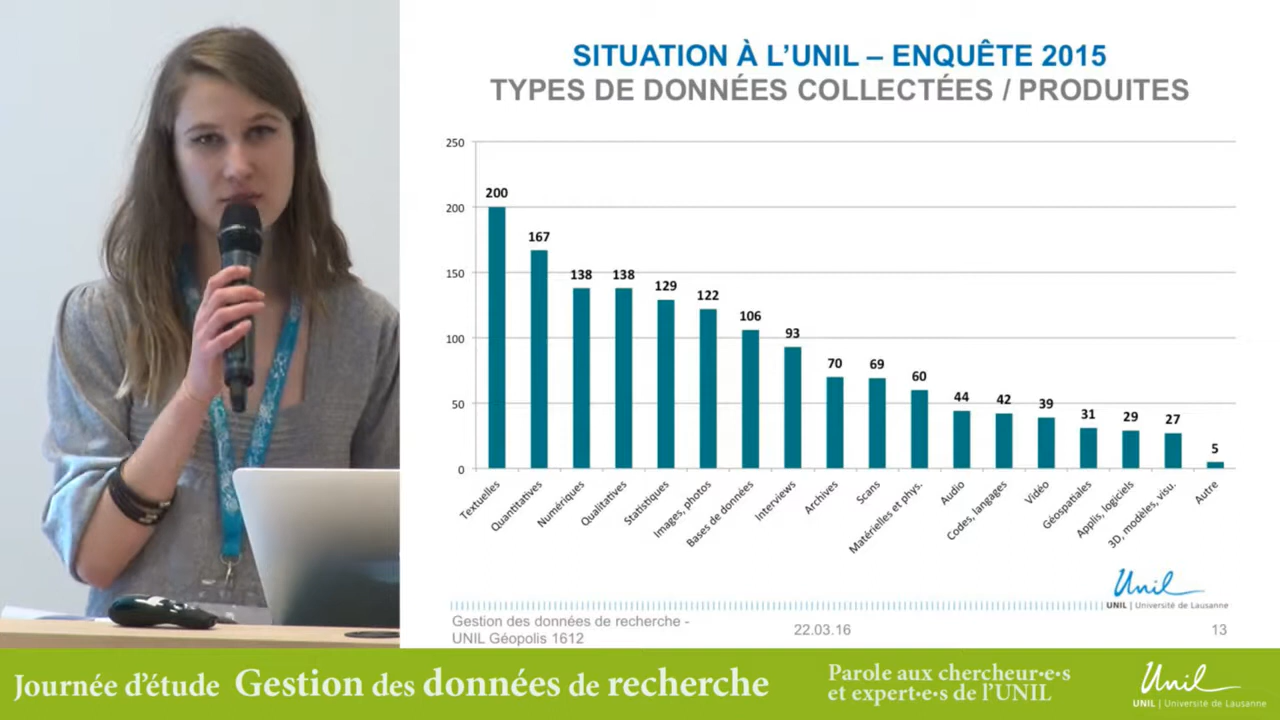 SITUATION À L'UNIL – ENQUÊTE 2015
TYPES DE DONNÉES COLLECTÉES / PRODUITES
250
200
150
100
50
0
200
167
138
138
129
122
106
93
70
69
60
44
42
39
31
29
27
5
Textuelles
Quantitatives
Numériques
Qualitatives
Statistiques
Images, photos
Bases de données
Interviews
Archives
Scans
Matérielles et phys.
Audio
Codes, langages
Vidéo
Géospatiales
Applis, logiciels
3D, modèles, visu.
Autre
Unil
UNIL | Université de Lausanne
Gestion des données de recherche -
UNIL Géopolis 1612
22.03.16
13
Journée d'étude Gestion des données de recherche
Parole aux chercheur•e•s
et expert•e•s de l'UNIL
Unil
UNIL | Université de Lausanne